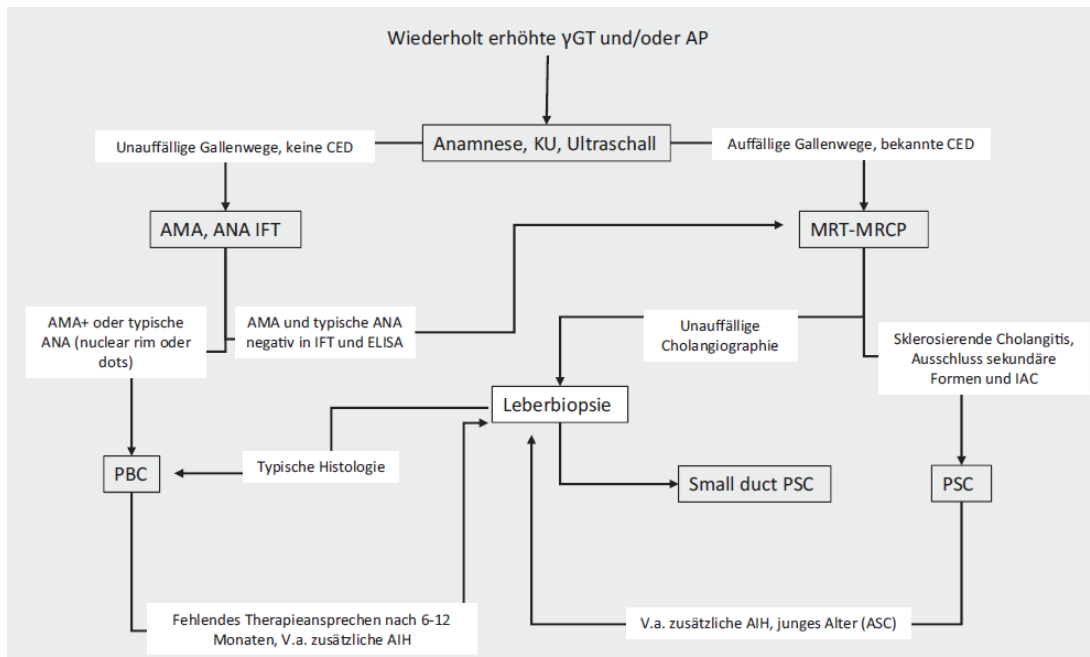 Wiederholt erhöhte γGT und/oder AP
Unauffällige Gallenwege, keine CED
Anamnese, KU, Ultraschall
Auffällige Gallenwege, bekannte CED
AMA, ANA IFT
MRT-MRCP
AMA+ oder typische
ANA (nuclear rim oder
dots)
AMA und typische ANA
negativ in IFT und ELISA
Unauffällige
Cholangiographie
Sklerosierende Cholangitis,
Ausschluss sekundäre
Formen und IAC
Leberbiopsie
PBC
Typische Histologie
Small duct PSC
PSC
Fehlendes Therapieansprechen nach 6-12
Monaten, V.a. zusätzliche AIH
V.a. zusätzliche AIH, junges Alter (ASC)